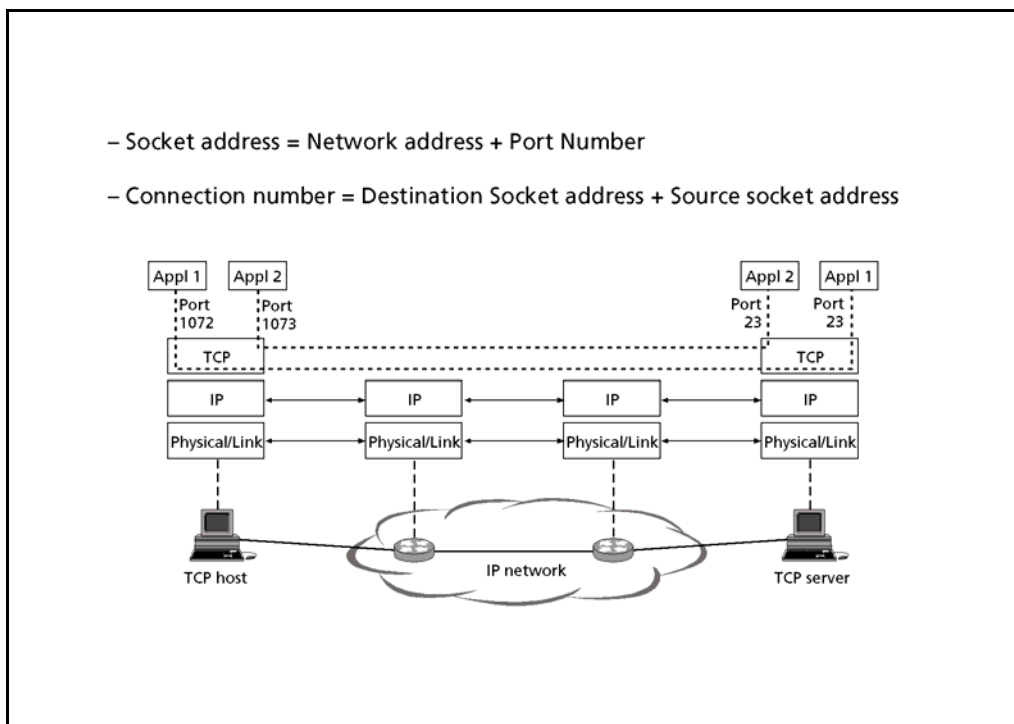 – Socket address = Network address + Port Number
– Connection number = Destination Socket address + Source socket address
Appl 1
Appl 2
Appl 2
Appl 1
Port
1072
Port
1073
Port
23
Port
23
TCP
TCP
IP
IP
IP
IP
Physical/Link
Physical/Link
Physical/Link
Physical/Link
TCP host
IP network
TCP server